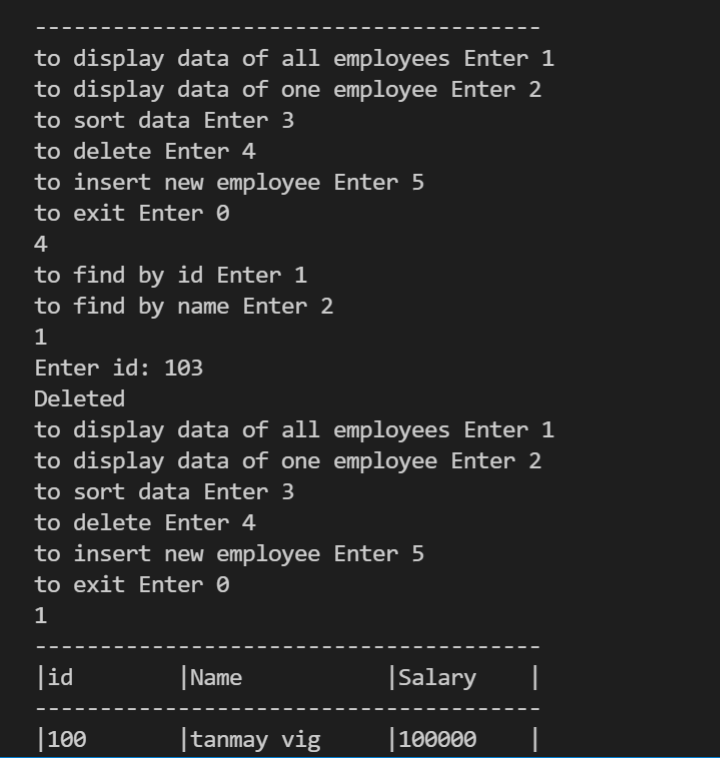 ---------------------------------------
to display data of all employees Enter 1
to display data of one employee Enter 2
to sort data Enter 3
to delete Enter 4
to insert new employee Enter 5
to exit Enter 0
4
to find by id Enter 1
to find by name Enter 2
1
Enter id: 103
Deleted
to display data of all employees Enter 1
to display data of one employee Enter 2
to sort data Enter 3
to delete Enter 4
to insert new employee Enter 5
to exit Enter 0
1
---------------------------------------
|id        |Name           |Salary    |
---------------------------------------
|100       |tanmay vig     |100000    |